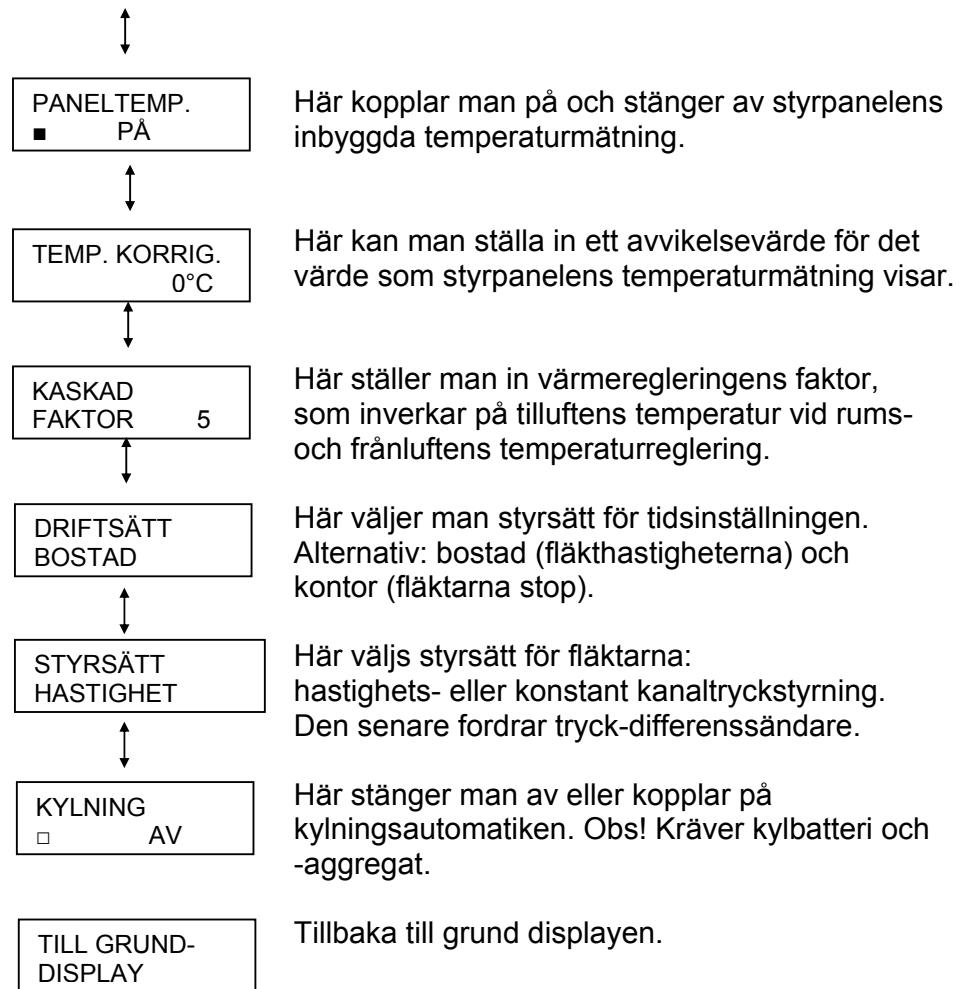 PANELTEMP.
■ PÅ
Här kopplar man på och stänger av styrpanelens
inbyggda temperaturmätning.
TEMP. KORRIG.
0°C
Här kan man ställa in ett avvikelsevärde för det
värde som styrpanelens temperaturmätning visar.
KASKAD
FAKTOR 5
Här ställer man in värmeregleringens faktor,
som inverkar på tilluftens temperatur vid rums-
och frånluftens temperaturreglering.
DRIFTSÄTT
BOSTAD
Här väljer man styrsätt för tidsinställningen.
Alternativ: bostad (fläkthastigheterna) och
kontor (fläktarna stop).
STYRSÄTT
HASTIGHET
Här väljs styrsätt för fläktarna:
hastighets- eller konstant kanaltryckstyrning.
Den senare fordrar tryck-differenssändare.
KYLNING
□ AV
Här stänger man av eller kopplar på
kylningsautomatiken. Obs! Kräver kylbatteri och
-aggregat.
TILL GRUND-
DISPLAY
Tillbaka till grund displayen.